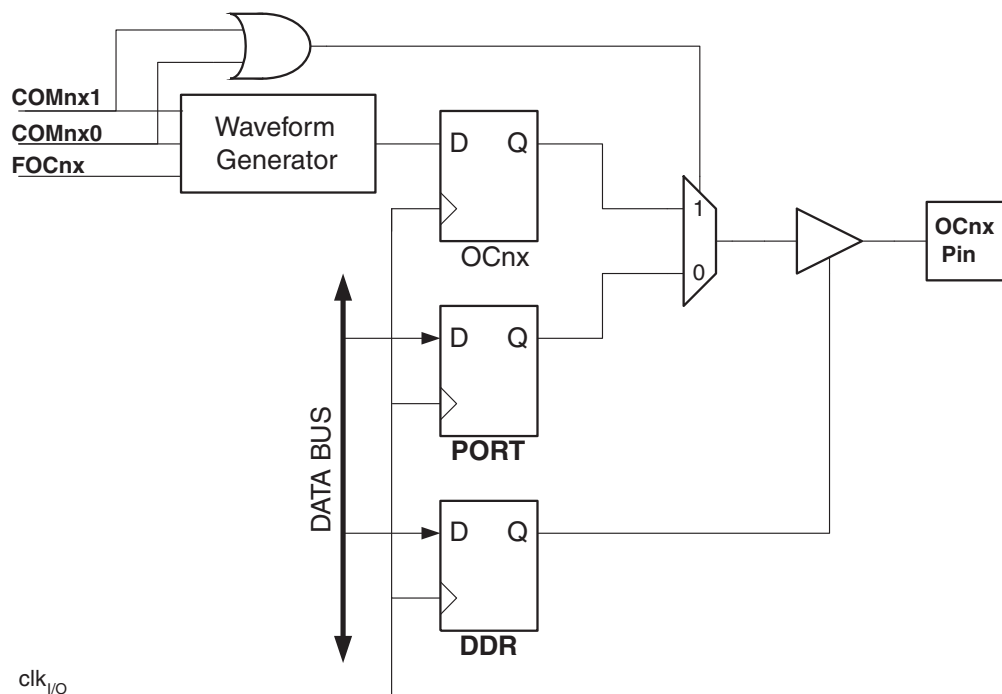 COMnx1
COMnx0
FOCnx
Waveform
Generator
D Q
OCnx
1
0
OCnx
Pin
D Q
PORT
DATA BUS
D Q
DDR
clkI/O